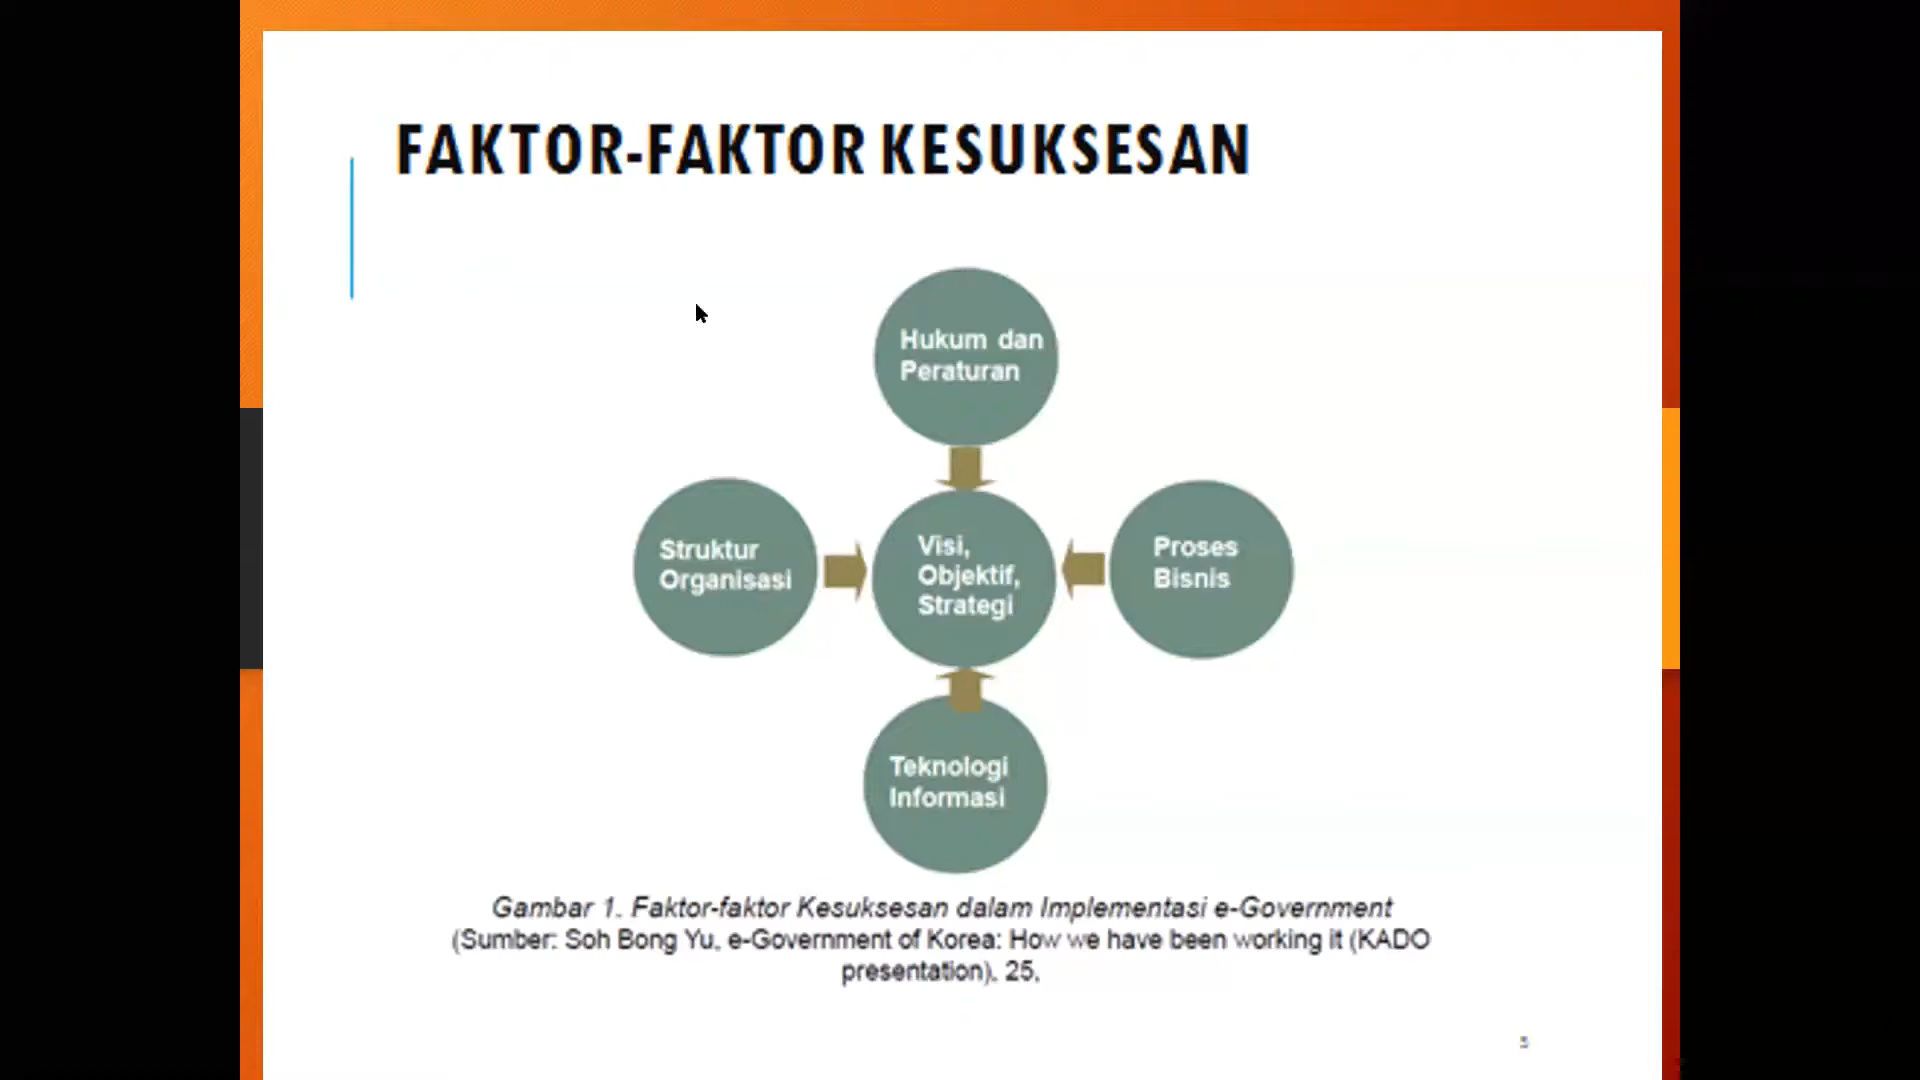 FAKTOR-FAKTOR KESUKSESAN
Hukum dan
Peraturan
Struktur
Organisasi
Visi,
Objektif,
Strategi
Proses
Bisnis
Teknologi
Informasi
Gambar 1. Faktor-faktor Kesuksesan dalam Implementasi e-Government
(Sumber: Soh Bong Yu, e-Government of Korea: How we have been working it (KADO
presentation), 25,